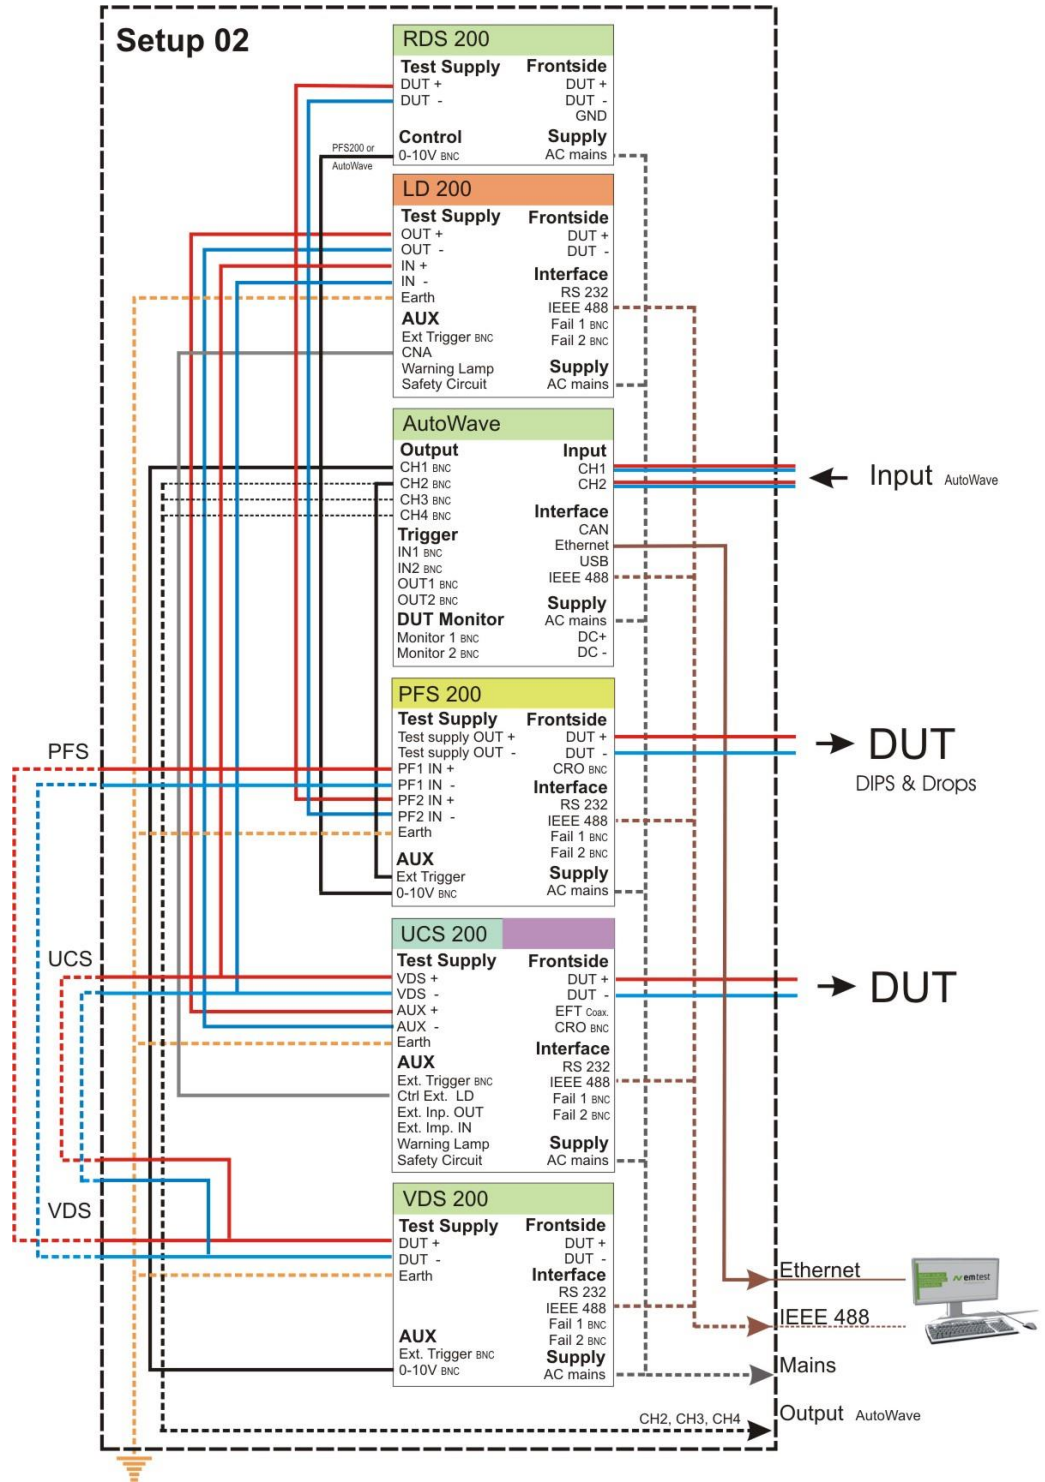 Setup 02
RDS 200
Test Supply Frontside
DUT + DUT +
DUT - DUT -
GND
Control Supply
0-10V BNC AC mains
PFS200 or
AutoWave
LD 200
Test Supply Frontside
OUT + DUT +
OUT - DUT -
IN + Interface
IN - RS 232
Earth IEEE 488
AUX Fail 1 BNC
Ext Trigger BNC Fail 2 BNC
CNA
Warning Lamp Supply
Safety Circuit AC mains
AutoWave
Output Input
CH1 BNC CH1
CH2 BNC CH2
CH3 BNC Interface
CH4 BNC CAN
Trigger Ethernet
IN1 BNC USB
IN2 BNC IEEE 488
OUT1 BNC Supply
OUT2 BNC AC mains
DUT Monitor DC+
Monitor 1 BNC DC -
Monitor 2 BNC
Input AutoWave
PFS 200
Test Supply Frontside
Test supply OUT + DUT +
Test supply OUT - DUT -
PF1 IN + CRO BNC
PF1 IN - Interface
PF2 IN + RS 232
PF2 IN - IEEE 488
Earth Fail 1 BNC
AUX Fail 2 BNC
Ext Trigger Supply
0-10V BNC AC mains
PFS
DUT
DIPS & Drops
UCS 200
Test Supply Frontside
VDS + DUT +
VDS - DUT -
AUX + EFT Coax.
AUX - CRO BNC
Earth Interface
AUX RS 232
Ext. Trigger BNC IEEE 488
Ctrl Ext. LD Fail 1 BNC
Ext. Inp. OUT Fail 2 BNC
Ext. Imp. IN
Warning Lamp Supply
Safety Circuit AC mains
UCS
DUT
VDS
VDS 200
Test Supply Frontside
DUT + DUT +
DUT - DUT -
Earth Interface
RS 232
IEEE 488
AUX Fail 1 BNC
Ext. Trigger BNC Fail 2 BNC
0-10V BNC Supply
AC mains
Ethernet
emtest
IEEE 488
Mains
CH2, CH3, CH4
Output AutoWave